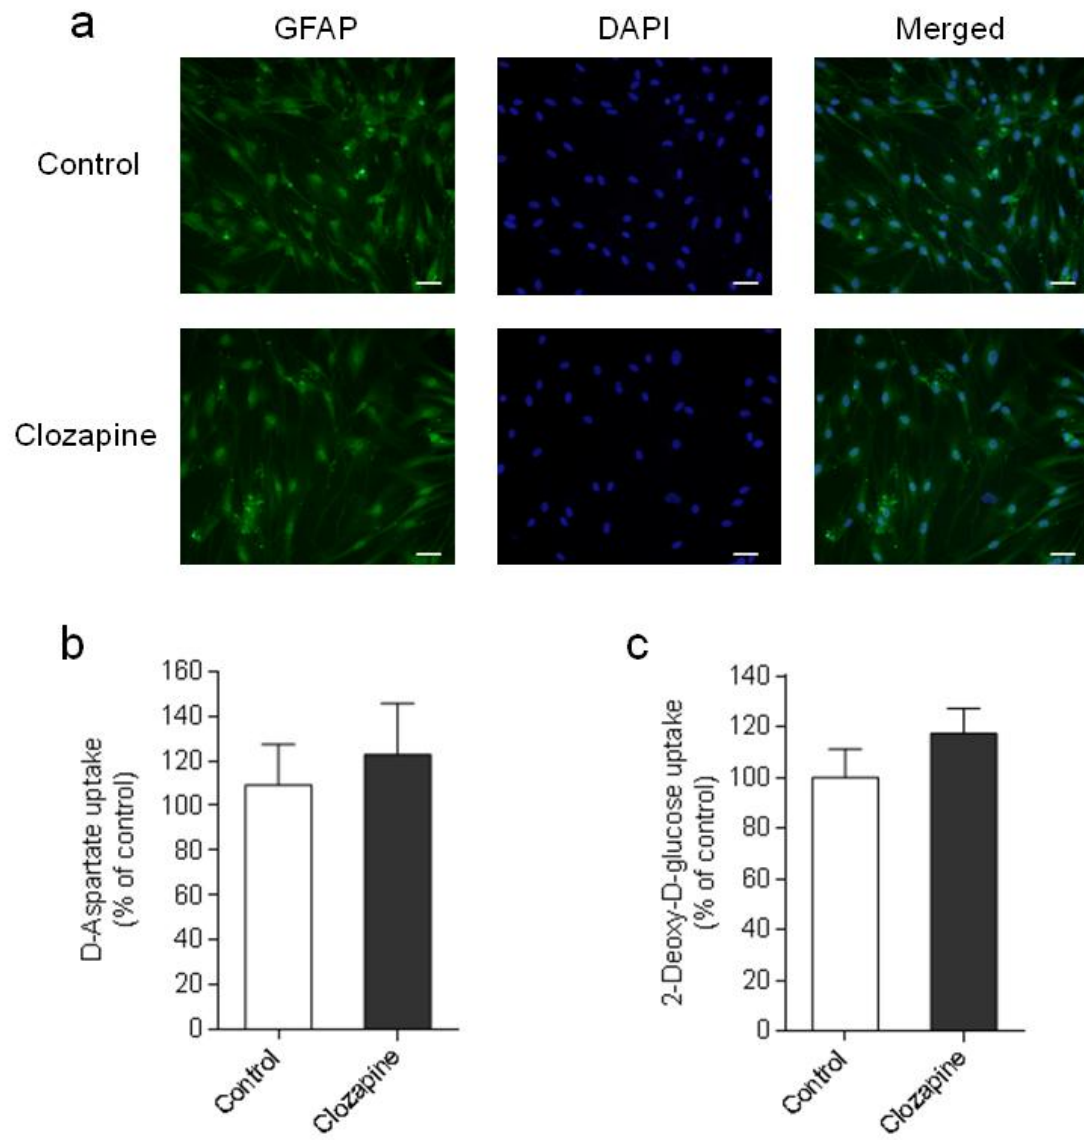 a
GFAP
DAPI
Merged
Control
Clozapine
b
D-Aspartate uptake
(% of control)
160
140
120
100
80
60
40
20
0
Control
Clozapine
c
2-Deoxy-D-glucose uptake
(% of control)
140
120
100
80
60
40
20
0
Control
Clozapine